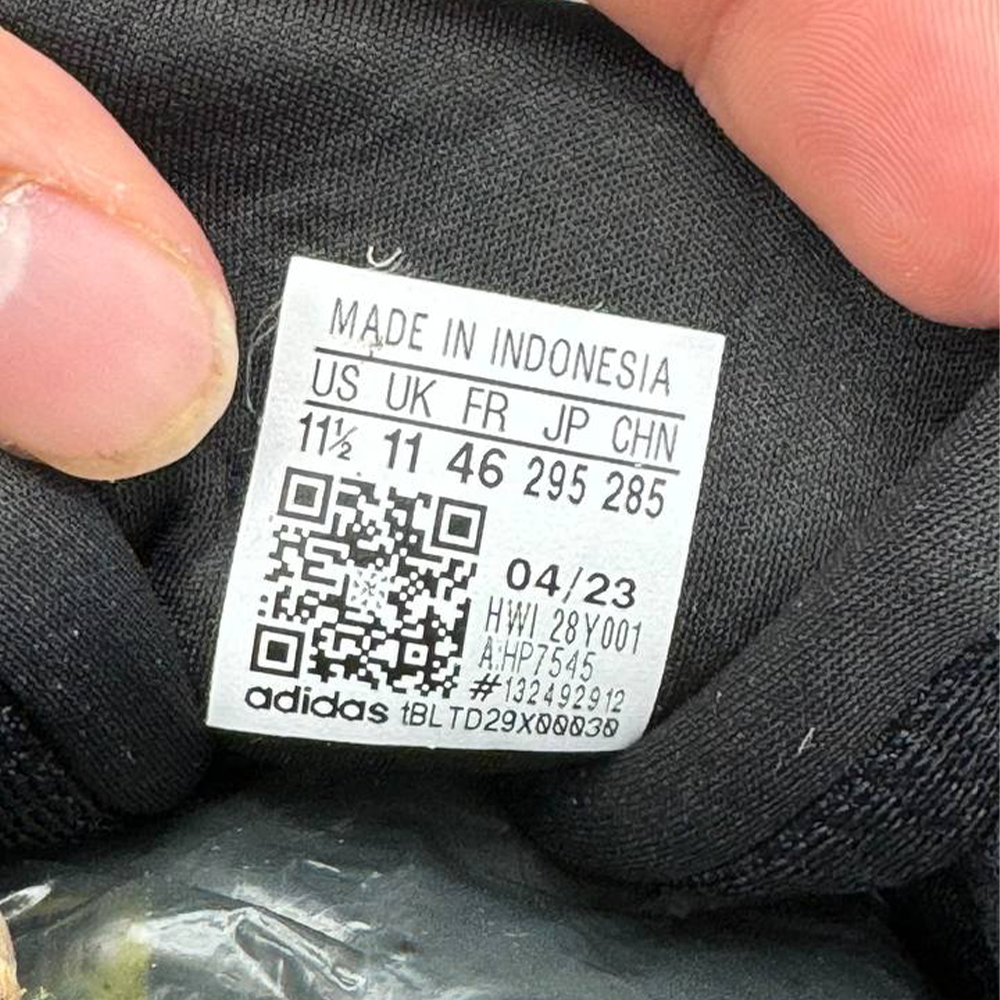 MADE IN INDONESIA
US UK FR JP CHN
11½ 11 46 295 285
04/23
HWI 28Y001
A:HP7545
#132492912
adidas tBLTD29X00030